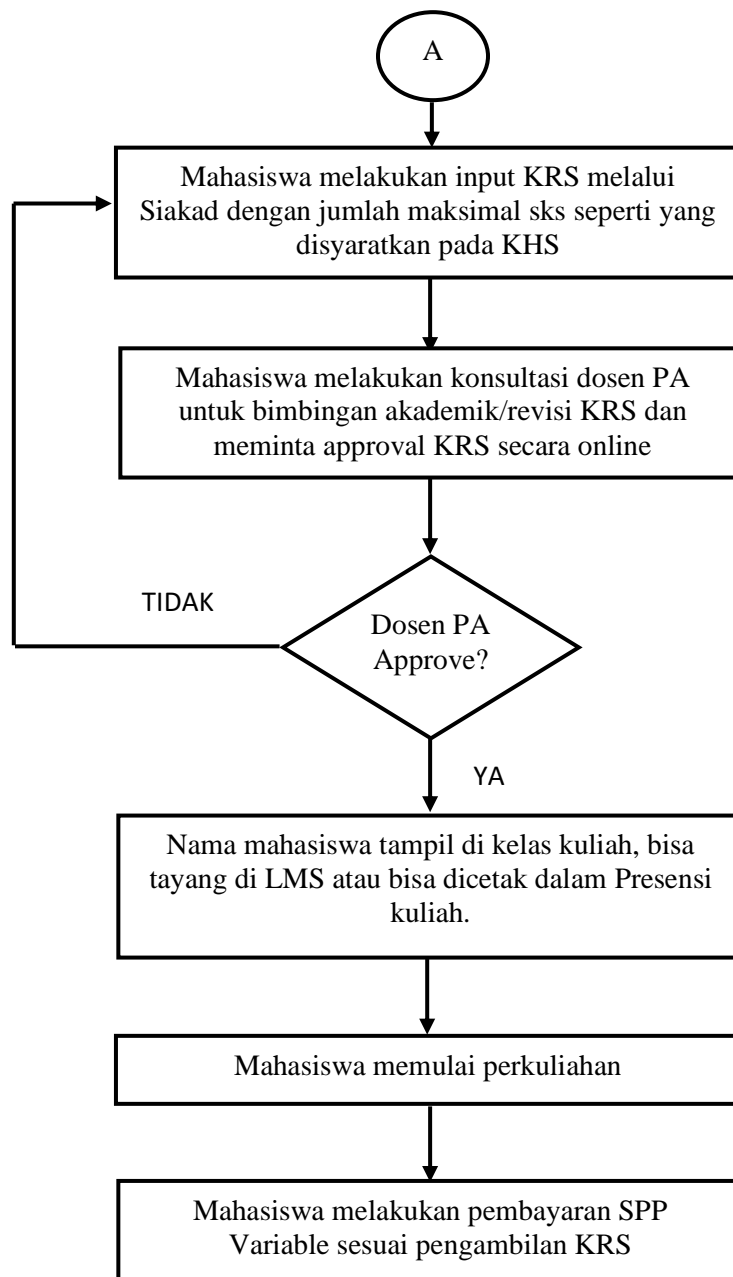 A
Mahasiswa melakukan input KRS melalui
Siakad dengan jumlah maksimal sks seperti yang
disyaratkan pada KHS
Mahasiswa melakukan konsultasi dosen PA
untuk bimbingan akademik/revisi KRS dan
meminta approval KRS secara online
TIDAK
Dosen PA
Approve?
YA
Nama mahasiswa tampil di kelas kuliah, bisa
tayang di LMS atau bisa dicetak dalam Presensi
kuliah.
Mahasiswa memulai perkuliahan
Mahasiswa melakukan pembayaran SPP
Variable sesuai pengambilan KRS